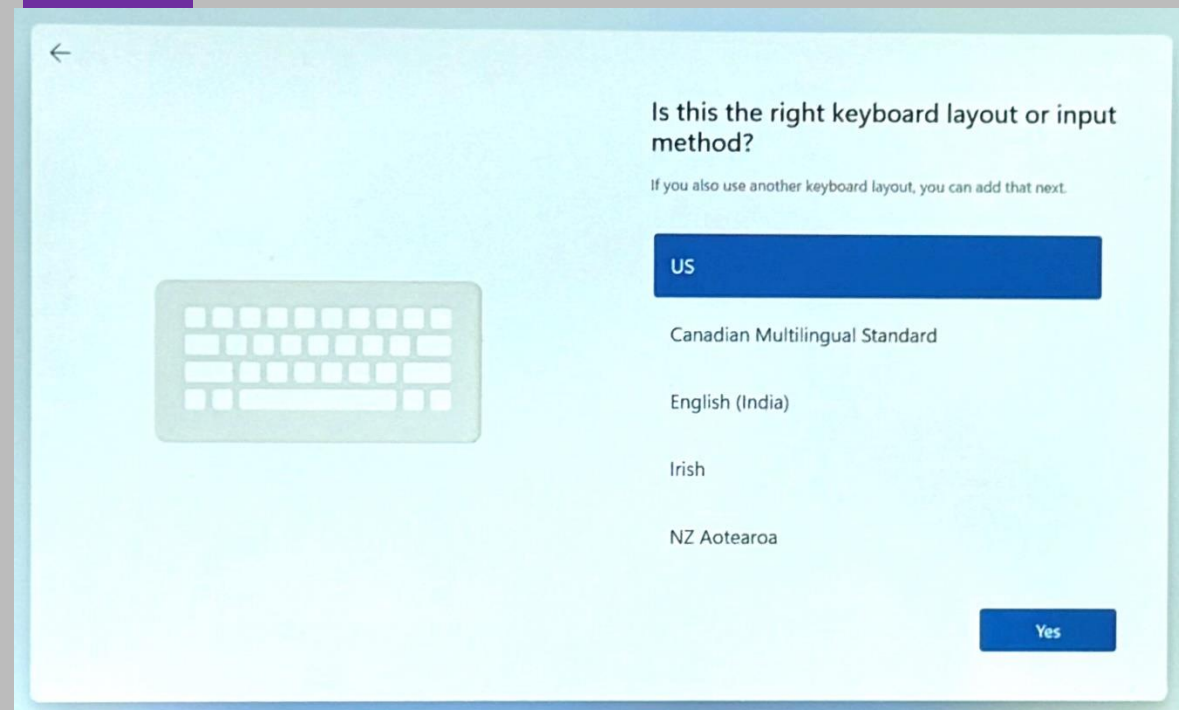 Is this the right keyboard layout or input
method?
If you also use another keyboard layout, you can add that next.
US
Canadian Multilingual Standard
English (India)
Irish
NZ Aotearoa
Yes